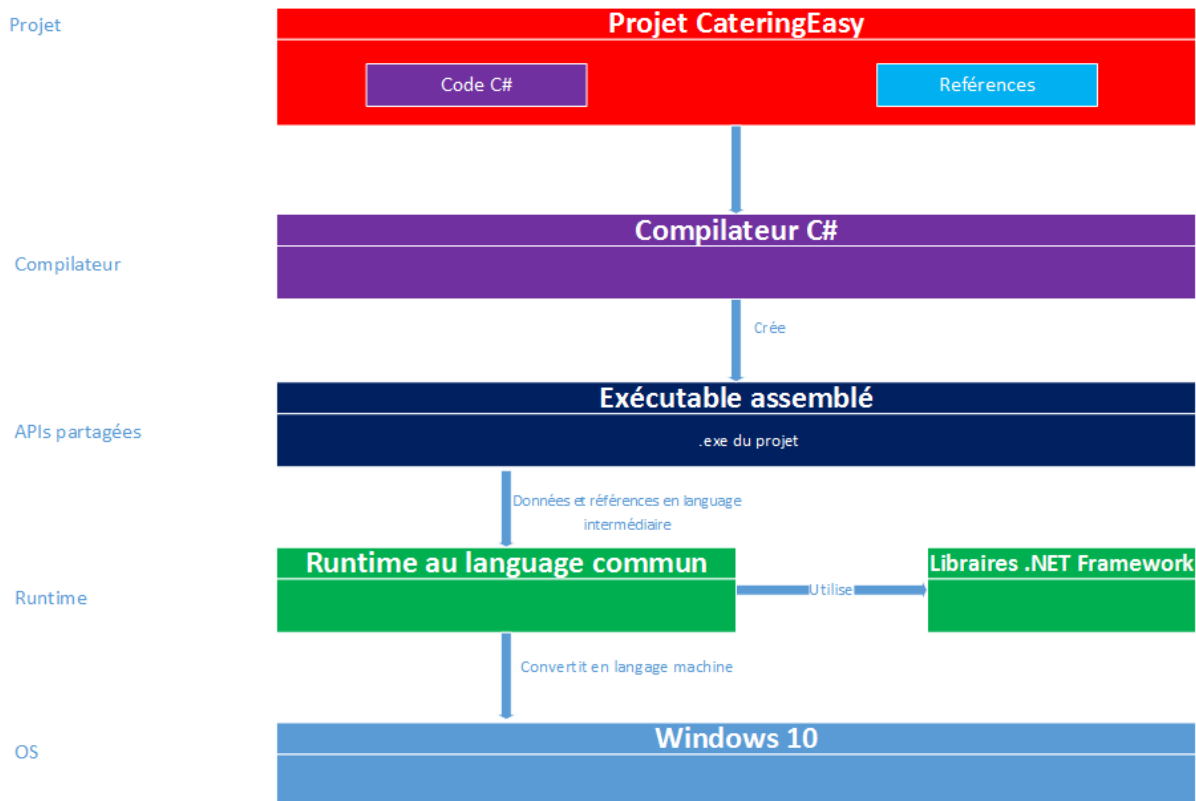 Projet
Projet CateringEasy
Code C#
Reférences
Compilateur C#
Compilateur
Crée
Exécutable assemblé
APIs partagées
.exe du projet
Données et références en language
intermédiaire
Runtime au language commun
Libraires .NET Framework
Runtime
Utilise
Convertit en langage machine
Windows 10
OS